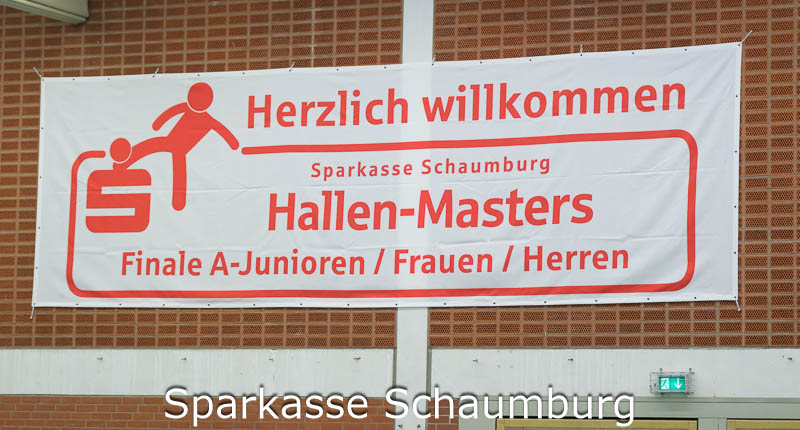 Herzlich willkommen
Sparkasse Schaumburg
Hallen-Masters
Finale A-Junioren / Frauen / Herren
Sparkasse Schaumburg